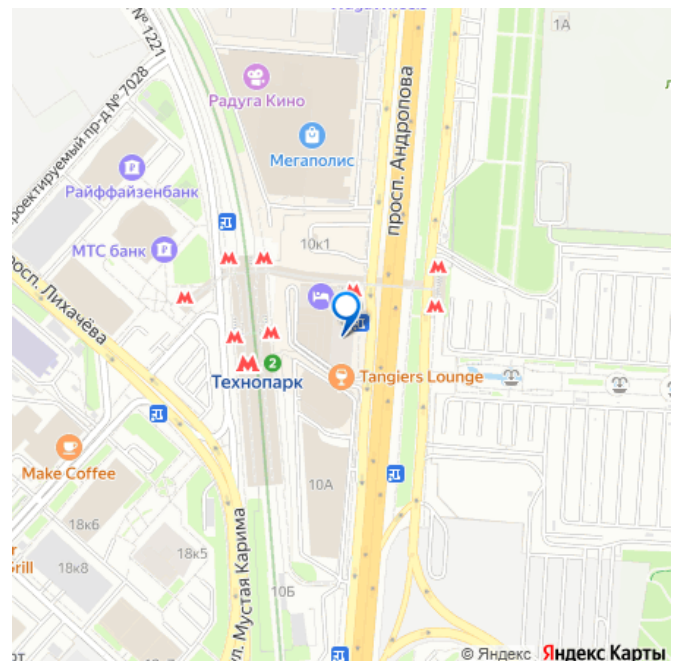 № 1221
1А
проектируемый пр-д № 7028
Радуга Кино
Мегаполис
просп. Андропова
Райффайзенбанк
МТС банк
10к1
просп. Лихачёва
2
Технопарк
Tangiers Lounge
Make Coffee
10А
18к6
18к5
18к8
10Б
ул. Мустая Карима
© Яндекс Яндекс Карты